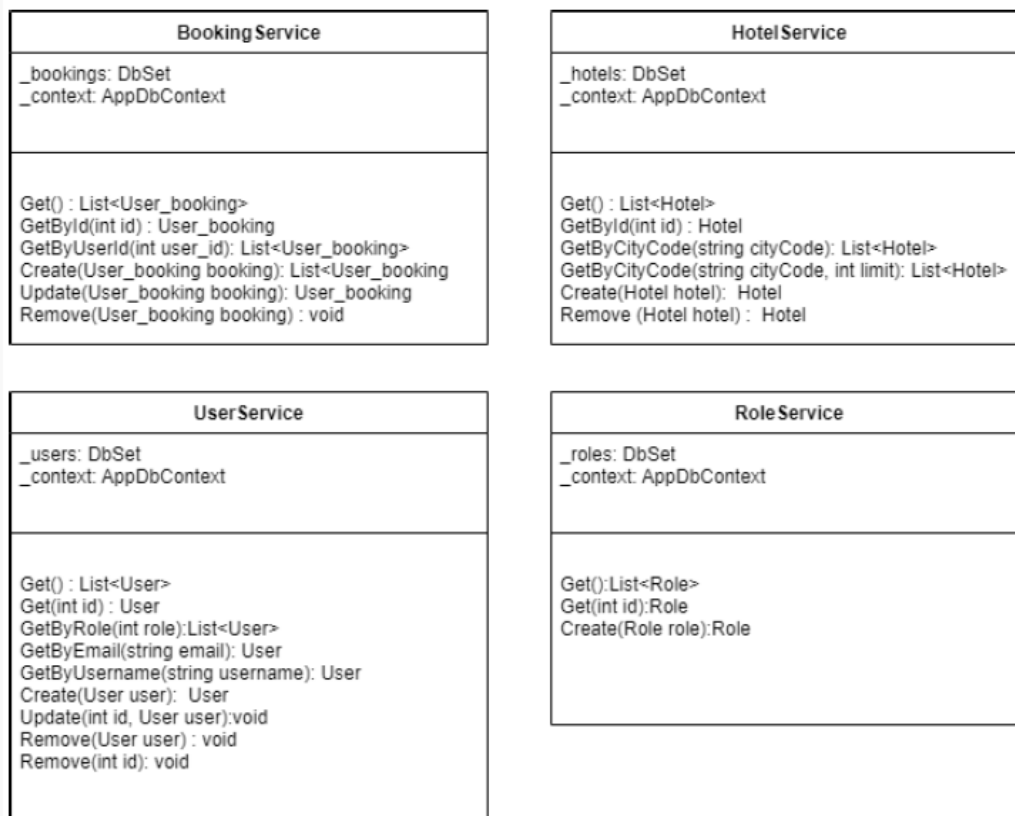 BookingService
_bookings: DbSet
_context: AppDbContext
Get() : List<User_booking>
GetById(int id) : User_booking
GetByUserId(int user_id): List<User_booking>
Create(User_booking booking): List<User_booking
Update(User_booking booking): User_booking
Remove(User_booking booking) : void
HotelService
_hotels: DbSet
_context: AppDbContext
Get() : List<Hotel>
GetById(int id) : Hotel
GetByCityCode(string cityCode): List<Hotel>
GetByCityCode(string cityCode, int limit): List<Hotel>
Create(Hotel hotel): Hotel
Remove (Hotel hotel) : Hotel
UserService
_users: DbSet
_context: AppDbContext
Get() : List<User>
Get(int id) : User
GetByRole(int role):List<User>
GetByEmail(string email): User
GetByUsername(string username): User
Create(User user): User
Update(int id, User user):void
Remove(User user) : void
Remove(int id): void
RoleService
_roles: DbSet
_context: AppDbContext
Get():List<Role>
Get(int id):Role
Create(Role role):Role